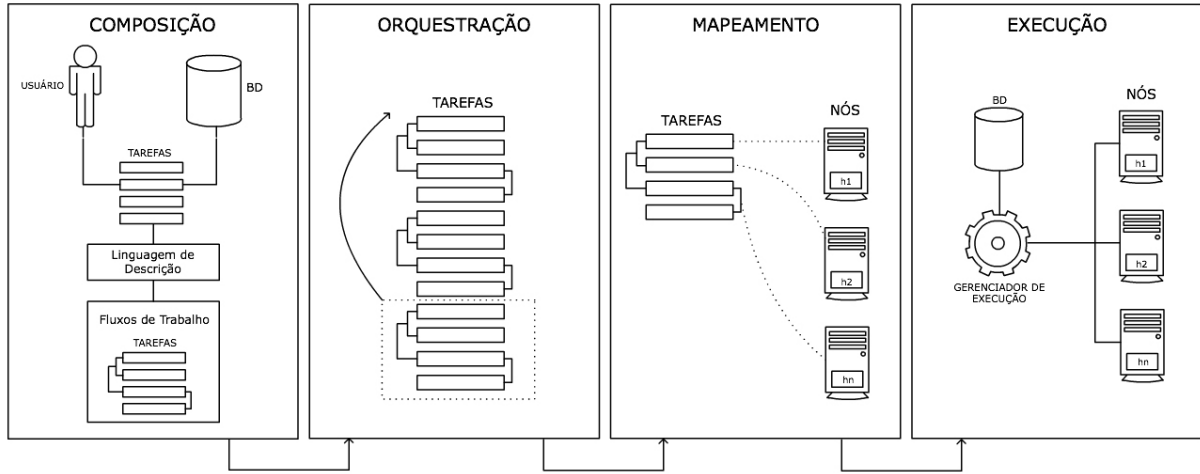 COMPOSIÇÃO
USUÁRIO
BD
TAREFAS
Linguagem de
Descrição
Fluxos de Trabalho
TAREFAS
ORQUESTRAÇÃO
TAREFAS
MAPEAMENTO
TAREFAS
NÓS
h1
h2
hn
EXECUÇÃO
BD
NÓS
h1
h2
hn
GERENCIADOR DE
EXECUÇÃO